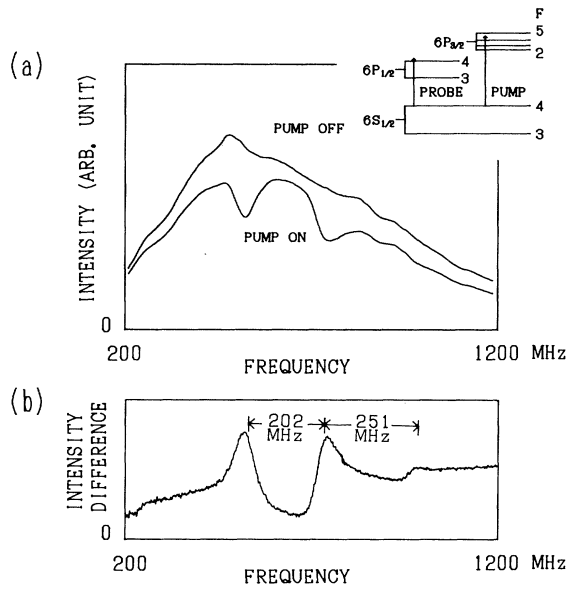 (a)
INTENSITY (ARB. UNIT)
0
200
FREQUENCY
1200 MHz
PUMP OFF
PUMP ON
F
5
6P3/2
2
6P1/2
4
3
PROBE
PUMP
4
6S1/2
3
(b)
INTENSITY
DIFFERENCE
0
202
MHz
251
MHz
200
FREQUENCY
1200 MHz